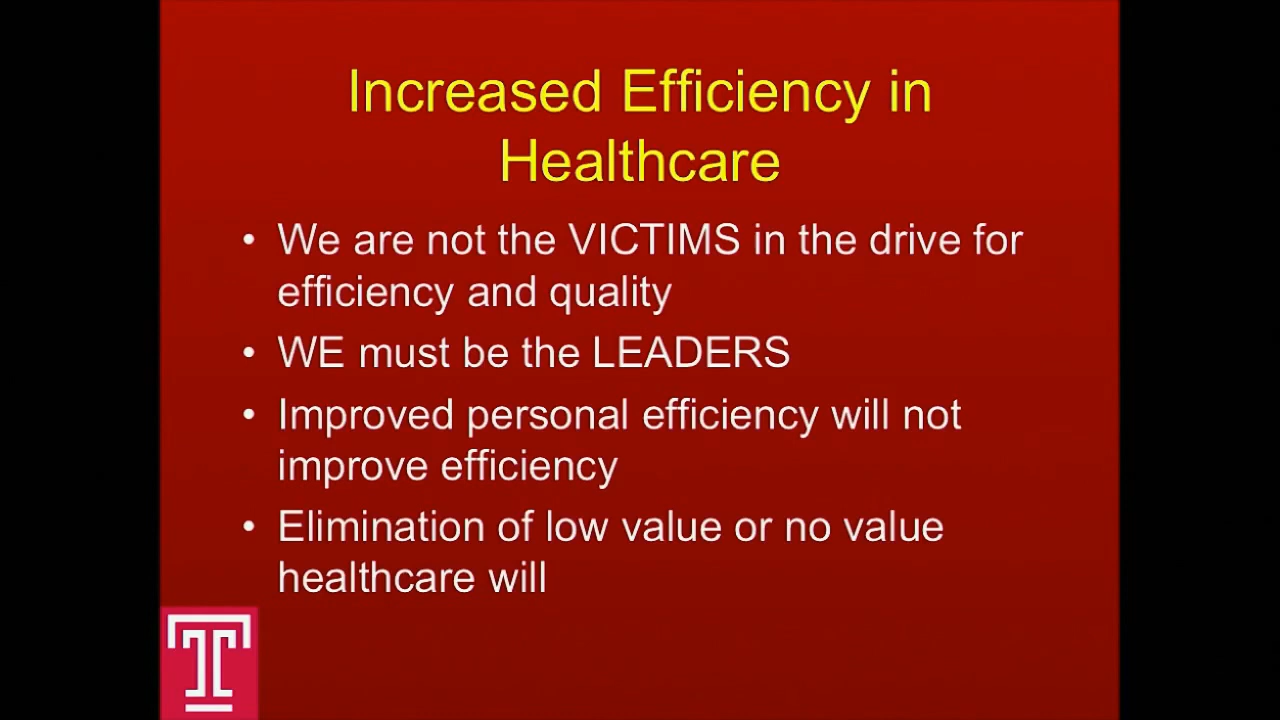 Increased Efficiency in
Healthcare
• We are not the VICTIMS in the drive for
efficiency and quality
• WE must be the LEADERS
• Improved personal efficiency will not
improve efficiency
• Elimination of low value or no value
healthcare will
T